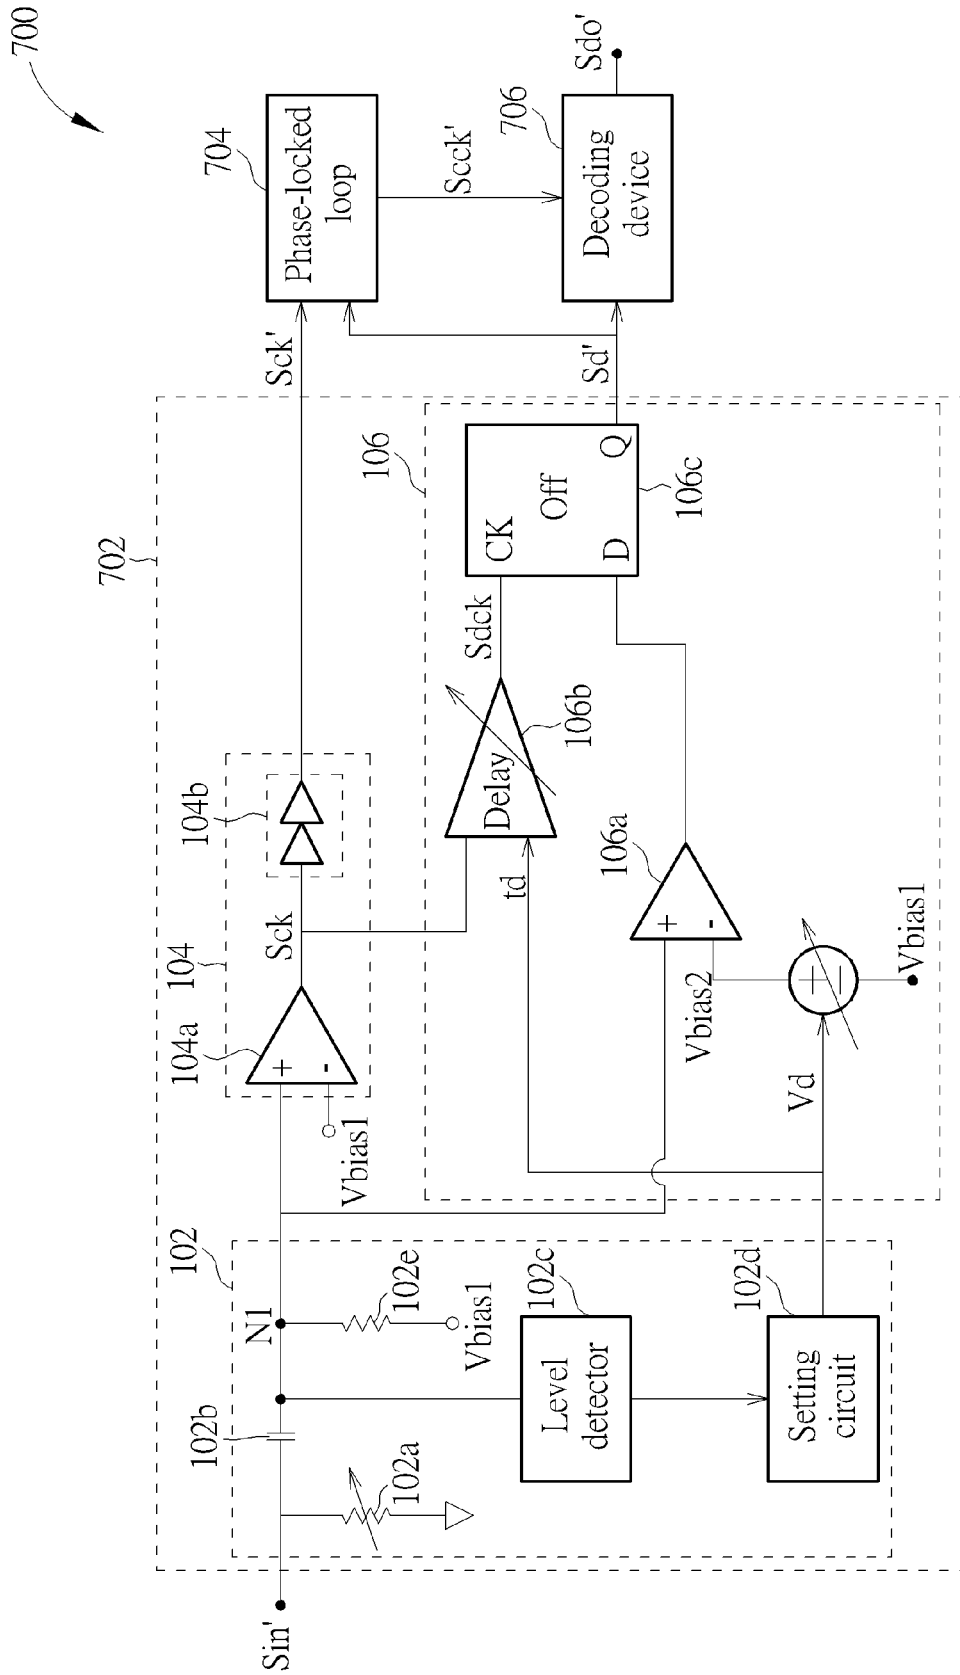 700
702
704
Phase-locked
loop
Sck'
Scck'
706
Decoding
device
Sdo'
Sd'
106
CK
Off
Q
D
106c
Sdck
Delay
106b
td
106a
+
-
Vbias2
Vbias1
Vd
+
104
104a
104b
Sck
+
-
Vbias1
102
N1
102e
Vbias1
102b
102a
102c
Level
detector
102d
Setting
circuit
Sin'